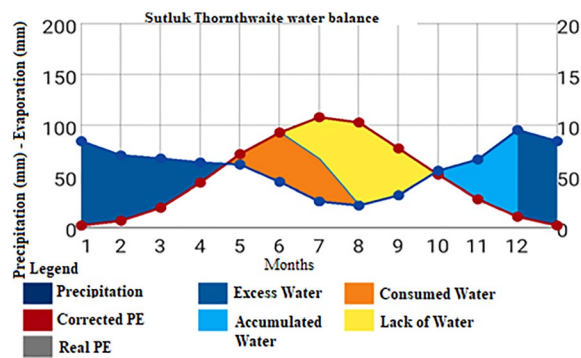 Sutluk Thornthwaite water balance
Precipitation (mm) - Evaporation (mm)
200 20
150 15
100 10
50 50
0 0
1 2 3 4 5 6 7 8 9 10 11 12
Months
Legend
Precipitation Excess Water Consumed Water
Corrected PE Accumulated Water Lack of Water
Real PE